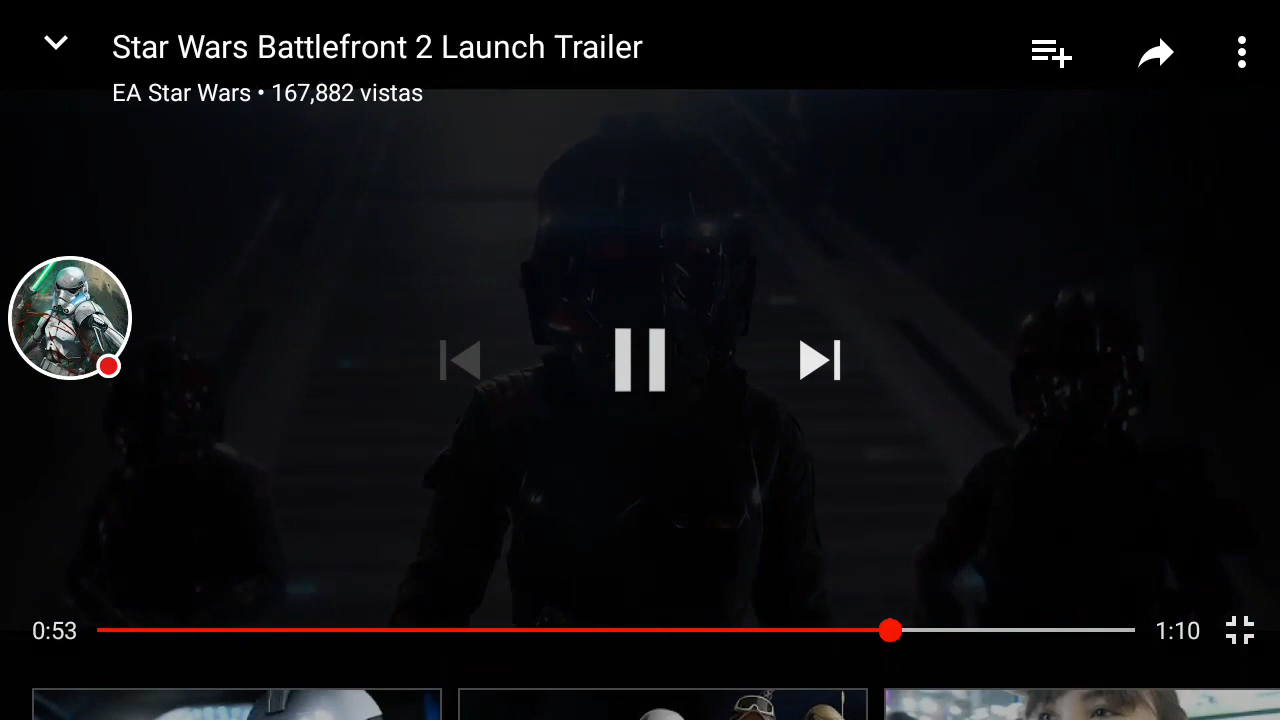 Star Wars Battlefront 2 Launch Trailer
EA Star Wars • 167,882 vistas
0:53
1:10